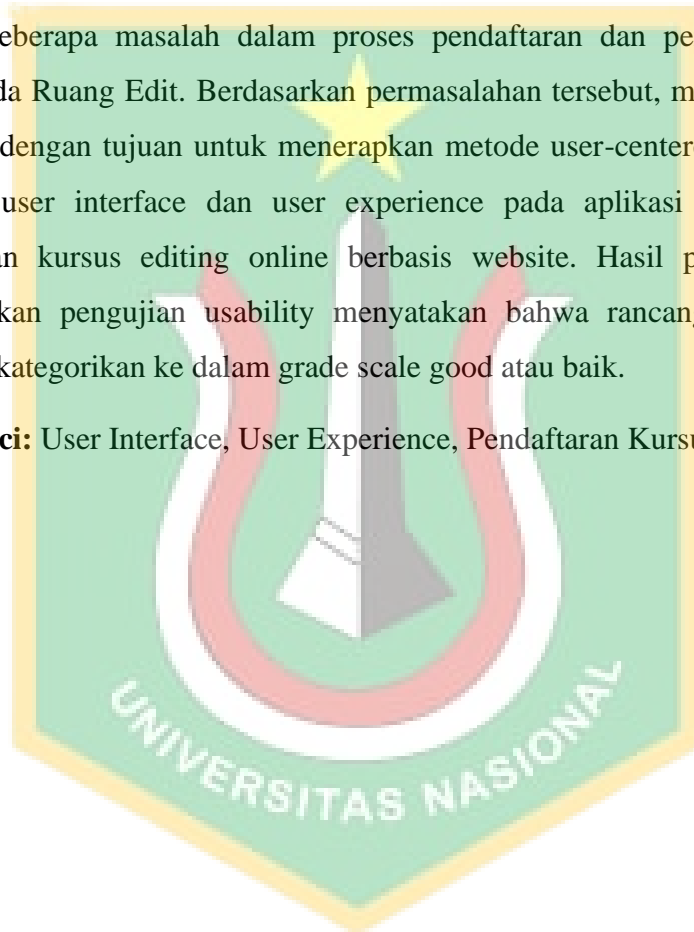 eberapa masalah dalam proses pendaftaran dan pe
da Ruang Edit. Berdasarkan permasalahan tersebut, m
dengan tujuan untuk menerapkan metode user-center
user interface dan user experience pada aplikasi
an kursus editing online berbasis website. Hasil p
kan pengujian usability menyatakan bahwa rancang
kategorikan ke dalam grade scale good atau baik.
ci: User Interface, User Experience, Pendaftaran Kursu
UNIVERSITAS NASIONAL